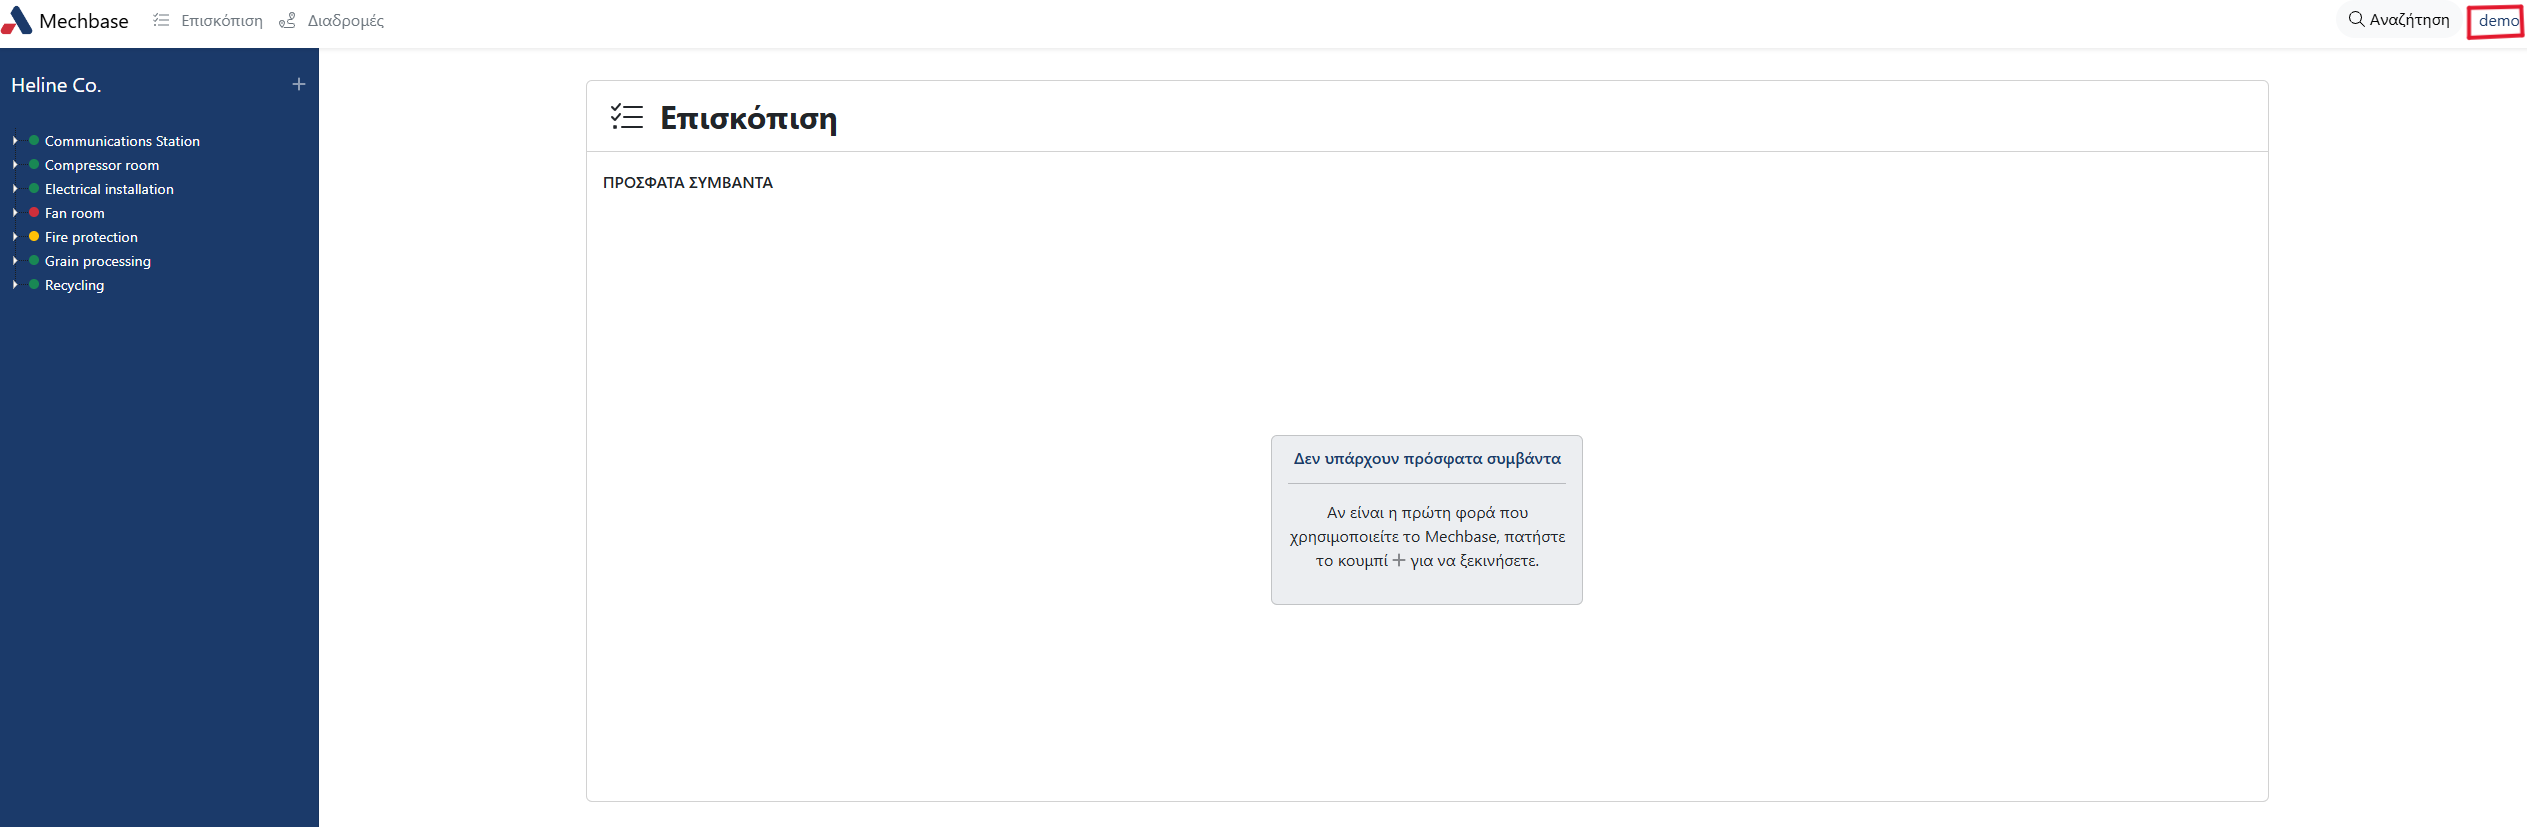 Mechbase
Επισκόπιση
Διαδρομές
Αναζήτηση
demo
Heline Co.
Communications Station
Compressor room
Electrical installation
Fan room
Fire protection
Grain processing
Recycling
Επισκόπιση
ΠΡΟΣΦΑΤΑ ΣΥΜΒΑΝΤΑ
Δεν υπάρχουν πρόσφατα συμβάντα
Αν είναι η πρώτη φορά που
χρησιμοποιείτε το Mechbase, πατήστε
το κουμπί + για να ξεκινήσετε.